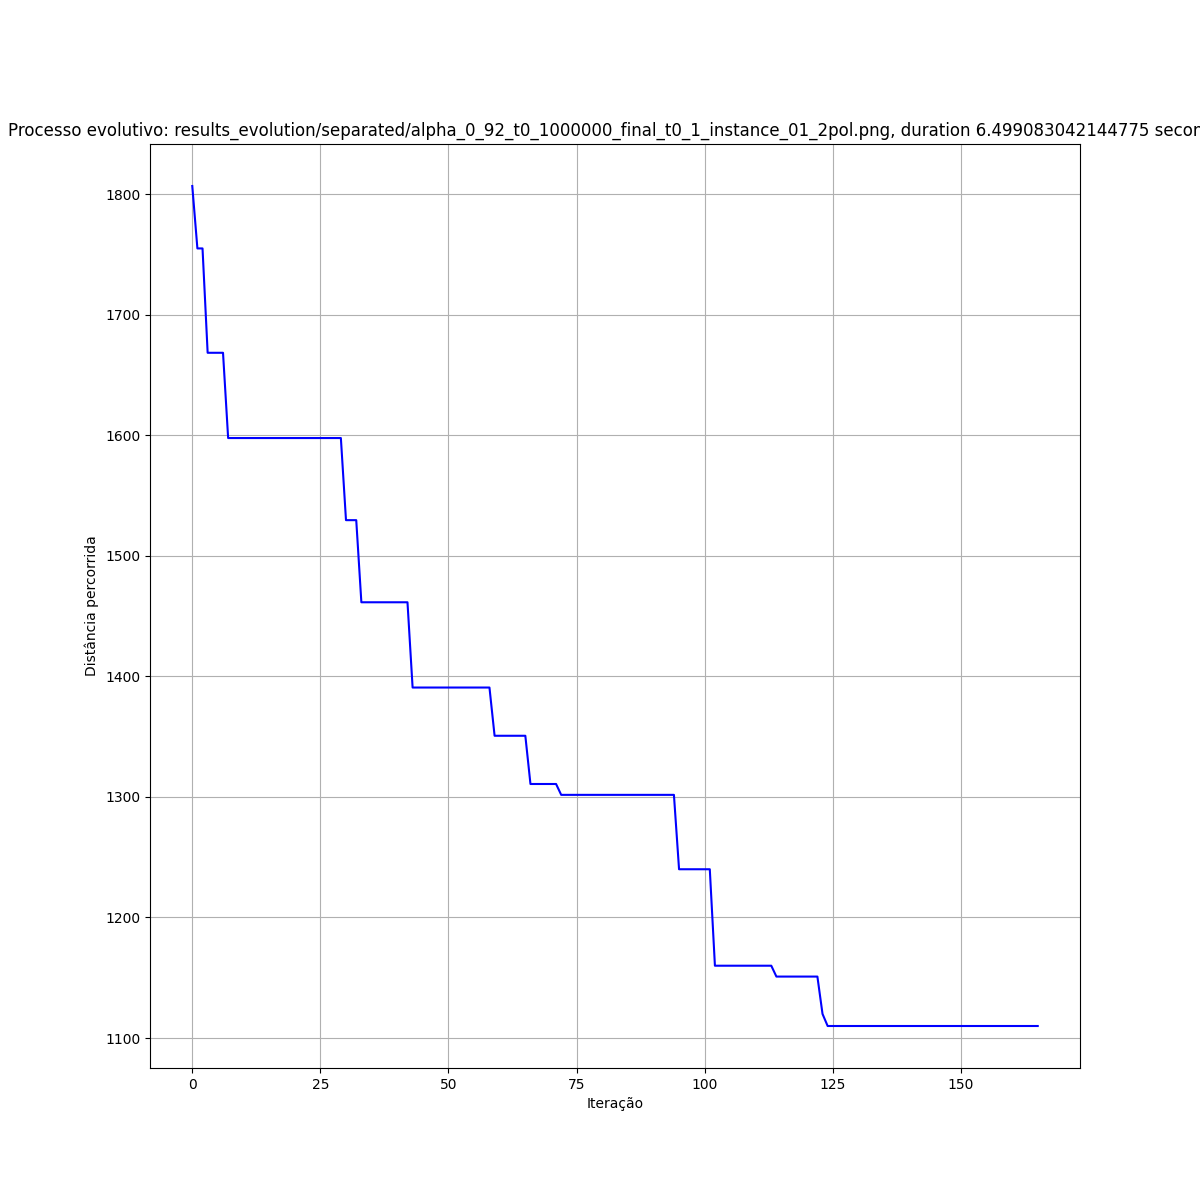 Processo evolutivo: results_evolution/separated/alpha_0_92_t0_1000000_final_t0_1_instance_01_2pol.png, duration 6.499083042144775
1800
1700
1600
1500
1400
1300
1200
1100
Distância percorrida
0 25 50 75 100 125 150
Iteração